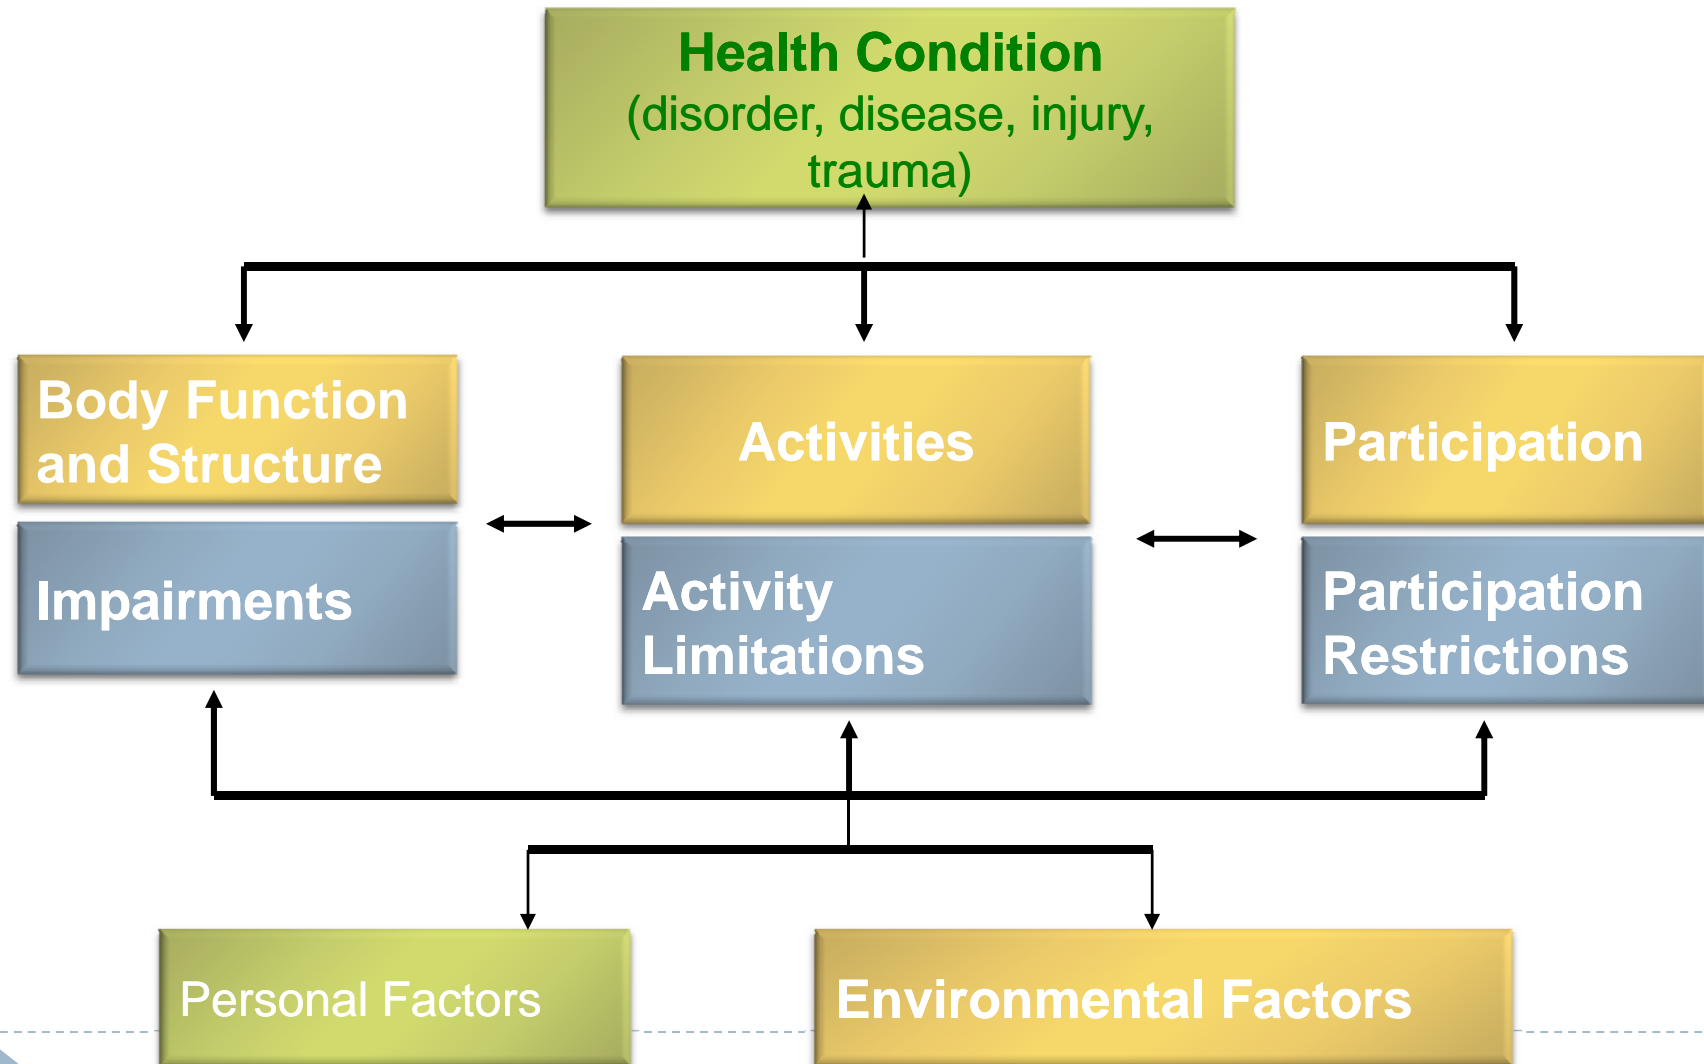 Health Condition
(disorder, disease, injury,
trauma)
Body Function
and Structure
Activities
Participation
Impairments
Activity
Limitations
Participation
Restrictions
Personal Factors
Environmental Factors